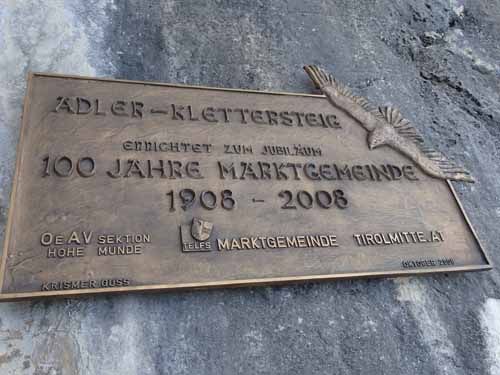 ADLER-KLETTERSTEIG
ERRICHTET ZUM JUBILÄUM
100 JAHRE MARKTGEMEINDE
1908 - 2008
OeAV SEKTION
HOHE MUNDE
TELFS
MARKTGEMEINDE
TIROLMITTE.AT
KRISMER GUSS
OKTOBER